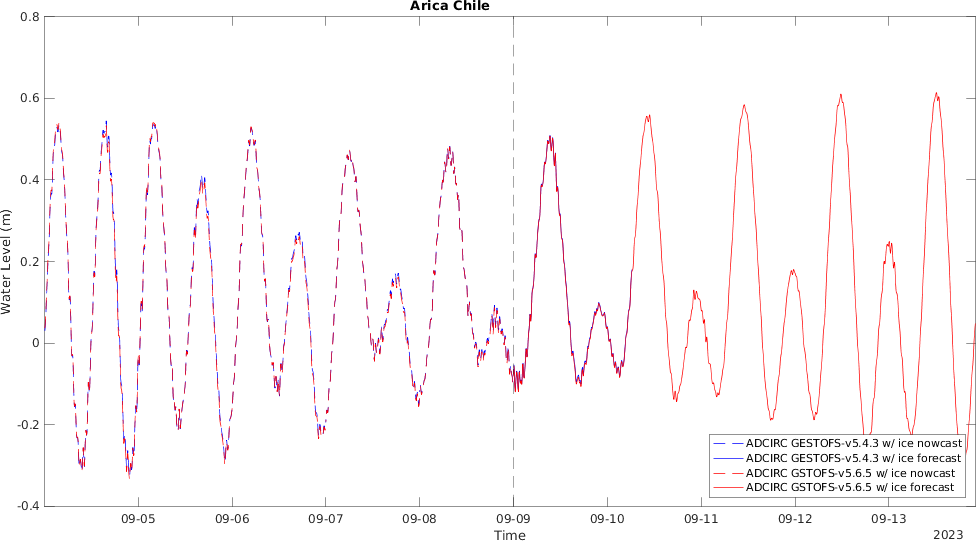 Arica Chile
Water Level (m)
0.8
0.6
0.4
0.2
0
-0.2
-0.4
09-05
09-06
09-07
09-08
09-09
09-10
09-11
09-12
09-13
Time
2023
ADCIRC GESTOFS-v5.4.3 w/ ice nowcast
ADCIRC GESTOFS-v5.4.3 w/ ice forecast
ADCIRC GSTOFS-v5.6.5 w/ ice nowcast
ADCIRC GSTOFS-v5.6.5 w/ ice forecast